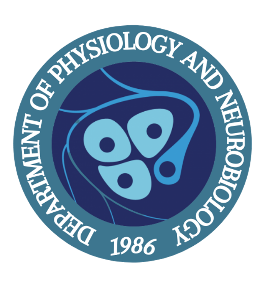 DEPARTMENT OF PHYSIOLOGY AND NEUROBIOLOGY
1986